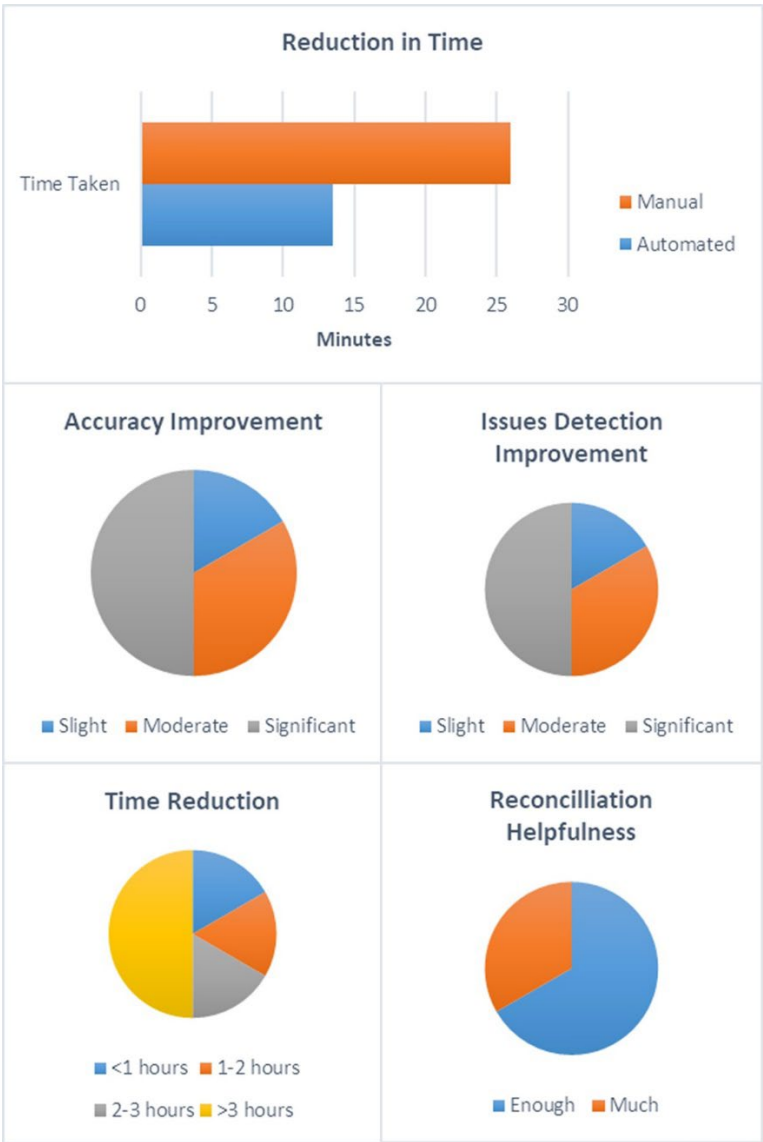 Reduction in Time
Time Taken
Manual
Automated
0 5 10 15 20 25 30
Minutes
Accuracy Improvement
Slight Moderate Significant
Issues Detection
Improvement
Slight Moderate Significant
Time Reduction
<1 hours 1-2 hours
2-3 hours >3 hours
Reconcilliation
Helpfulness
Enough Much